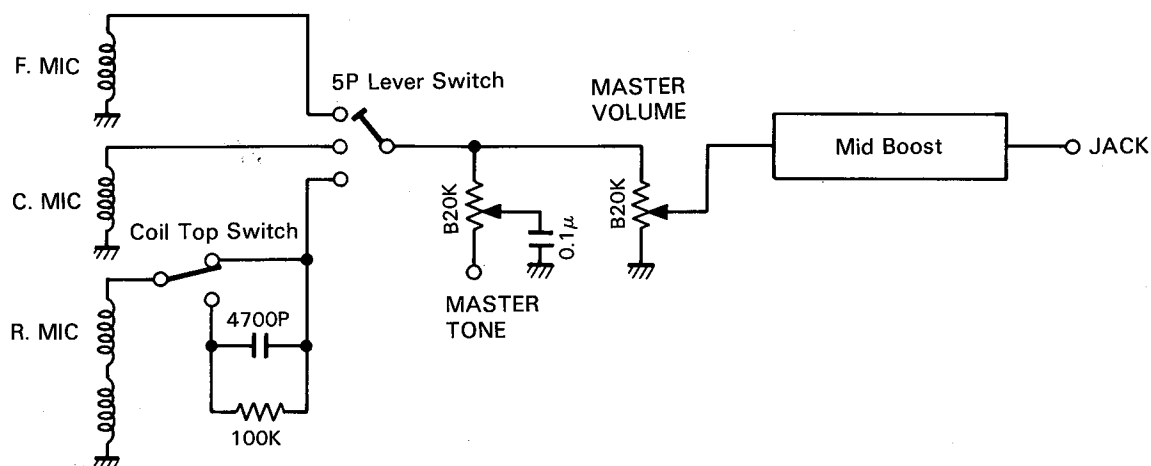 F. MIC
5P Lever Switch
MASTER
VOLUME
Mid Boost
JACK
C. MIC
B20K
0.1μ
B20K
Coil Top Switch
MASTER
TONE
R. MIC
4700P
100K